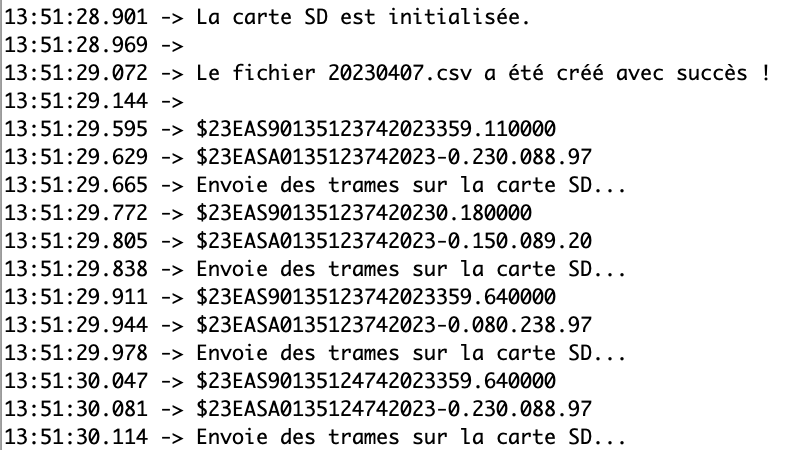 13:51:28.901 -> La carte SD est initialisée.
13:51:28.969 ->
13:51:29.072 -> Le fichier 20230407.csv a été créé avec succès !
13:51:29.144 ->
13:51:29.595 -> $23EAS90135123742023359.110000
13:51:29.629 -> $23EASA0135123742023-0.230.088.97
13:51:29.665 -> Envoie des trames sur la carte SD...
13:51:29.772 -> $23EAS901351237420230.180000
13:51:29.805 -> $23EASA0135123742023-0.150.089.20
13:51:29.838 -> Envoie des trames sur la carte SD...
13:51:29.911 -> $23EAS90135123742023359.640000
13:51:29.944 -> $23EASA0135123742023-0.080.238.97
13:51:29.978 -> Envoie des trames sur la carte SD...
13:51:30.047 -> $23EAS90135124742023359.640000
13:51:30.081 -> $23EASA0135124742023-0.230.088.97
13:51:30.114 -> Envoie des trames sur la carte SD...